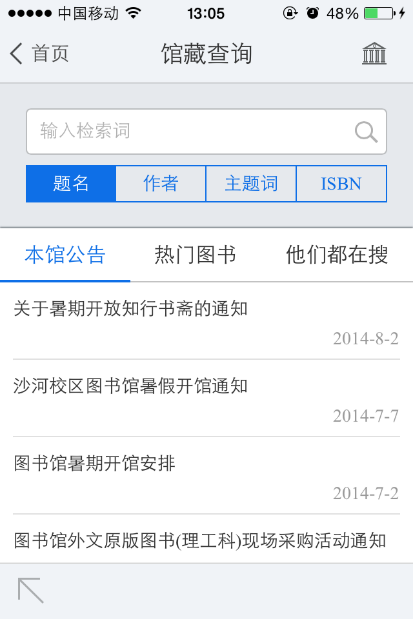 中国移动 13:05 48%
首页 馆藏查询
输入检索词
题名 作者 主题词 ISBN
本馆公告 热门图书 他们都在搜
关于暑期开放知行书斋的通知
2014-8-2
沙河校区图书馆暑假开馆通知
2014-7-7
图书馆暑期开馆安排
2014-7-2
图书馆外文原版图书(理工科)现场采购活动通知